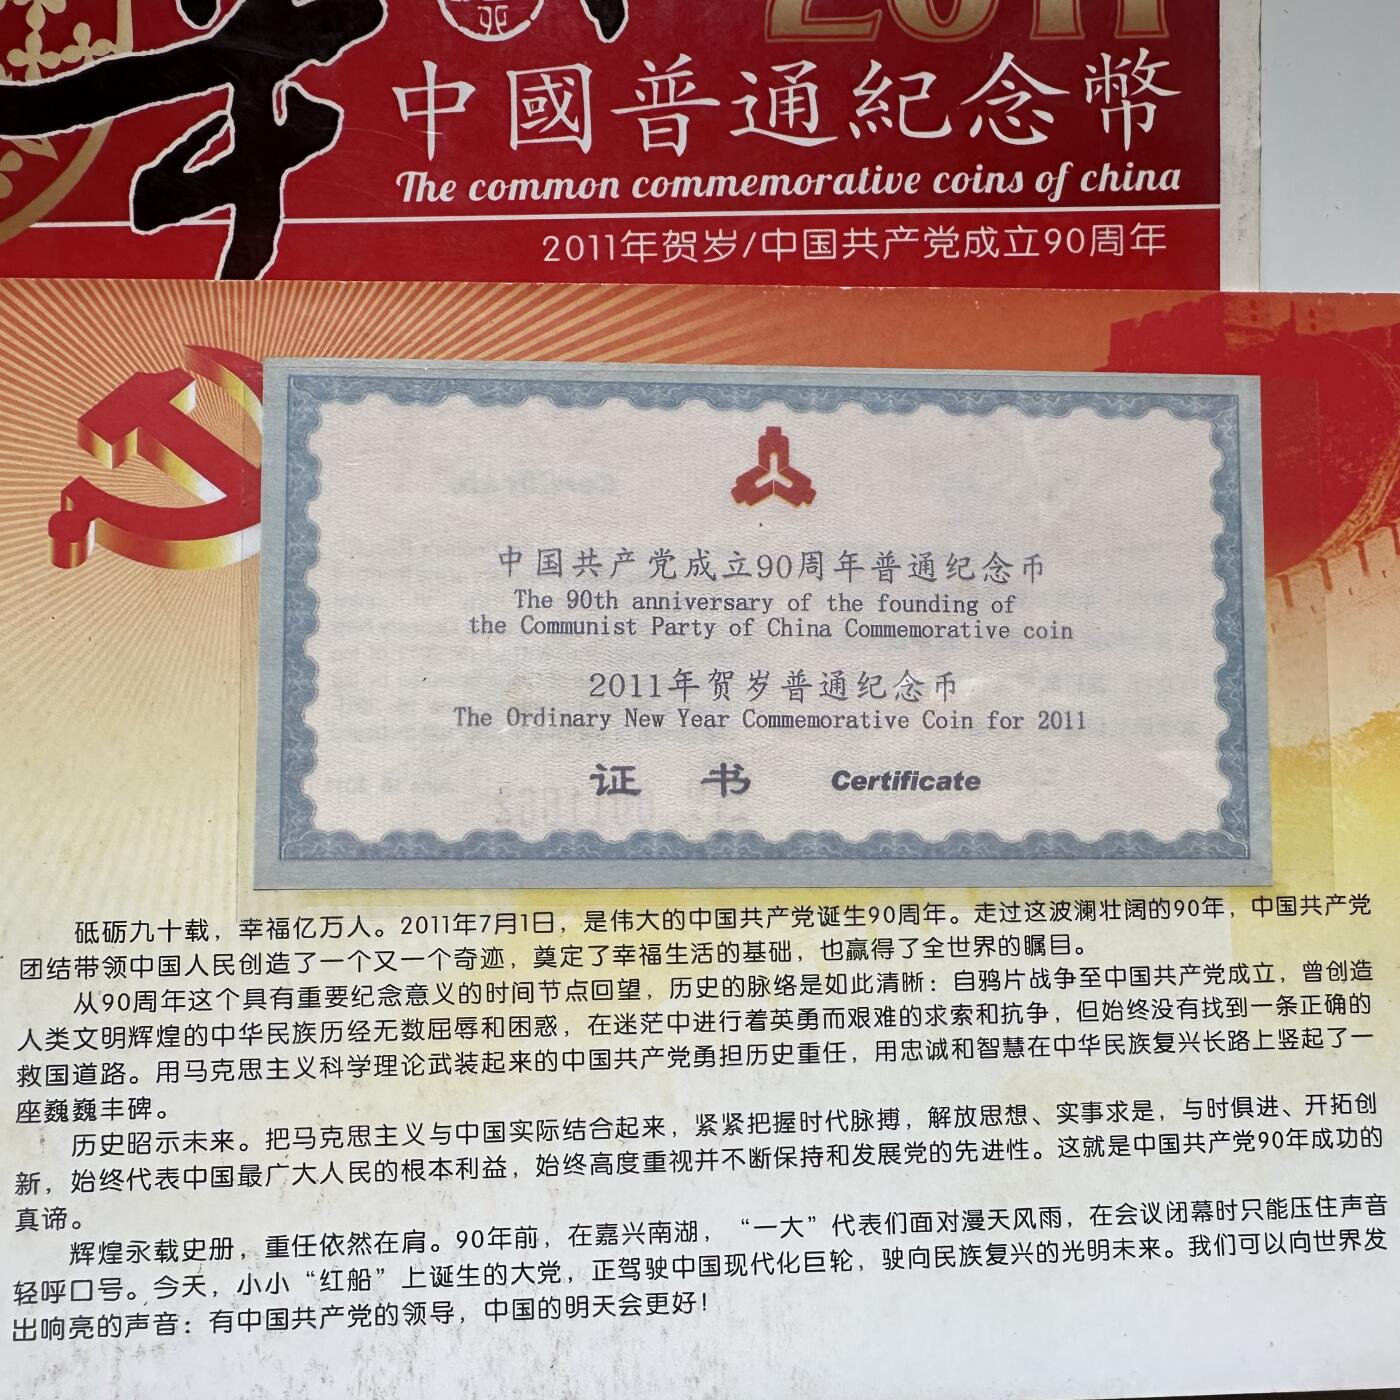 2011
中國普通紀念幣
The common commemorative coins of china
2011年贺岁/中国共产党成立90周年
中国共产党成立90周年普通纪念币
The 90th anniversary of the founding of
the Communist Party of China Commemorative coin
2011年贺岁普通纪念币
The Ordinary New Year Commemorative Coin for 2011
证 书 Certificate
砥砺九十载，幸福亿万人。2011年7月1日，是伟大的中国共产党诞生90周年。走过这波澜壮阔的90年，中国共产党
团结带领中国人民创造了一个又一个奇迹，奠定了幸福生活的基础，也赢得了全世界的瞩目。
从90周年这个具有重要纪念意义的时间节点回望，历史的脉络是如此清晰：自鸦片战争至中国共产党成立，曾创造
人类文明辉煌的中华民族历经无数屈辱和困惑，在迷茫中进行着英勇而艰难的求索和抗争，但始终没有找到一条正确的
救国道路。用马克思主义科学理论武装起来的中国共产党勇担历史重任，用忠诚和智慧在中华民族复兴长路上竖起了一
座巍巍丰碑。
历史昭示未来。把马克思主义与中国实际结合起来，紧紧把握时代脉搏，解放思想、实事求是，与时俱进、开拓创
新，始终代表中国最广大人民的根本利益，始终高度重视并不断保持和发展党的先进性。这就是中国共产党90年成功的
真谛。
辉煌永载史册，重任依然在肩。90年前，在嘉兴南湖，“一大”代表们面对漫天风雨，在会议闭幕时只能压住声音
轻呼口号。今天，小小“红船”上诞生的大党，正驾驶中国现代化巨轮，驶向民族复兴的光明未来。我们可以向世界发
出响亮的声音：有中国共产党的领导，中国的明天会更好！